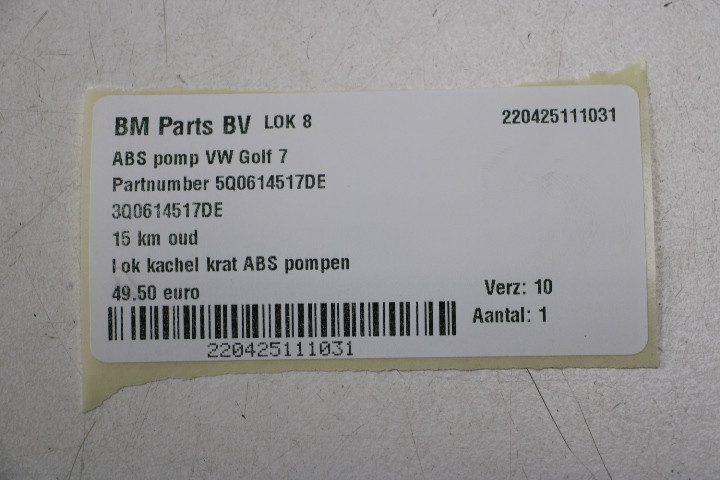 BM Parts BV LOK 8 220425111031
ABS pomp VW Golf 7
Partnumber 5Q0614517DE
3Q0614517DE
15 km oud
lok kachel krat ABS pompen
49.50 euro Verz: 10
Aantal: 1
220425111031